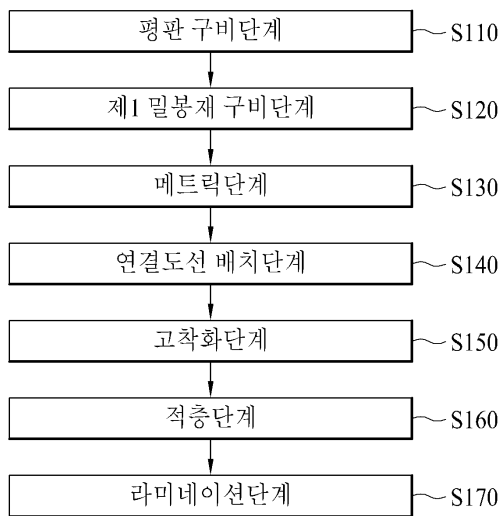 평판 구비단계 S110
제1 밀봉재 구비단계 S120
메트릭단계 S130
연결도선 배치단계 S140
고착화단계 S150
적층단계 S160
라미네이션단계 S170